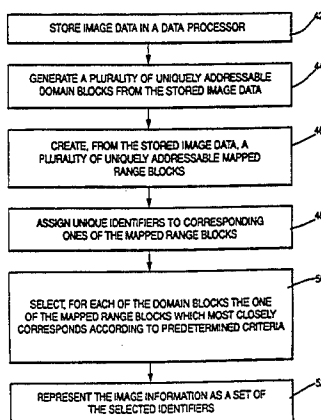 STORE IMAGE DATA IN A DATA PROCESSOR
GENERATE A PLURALITY OF UNIQUELY ADDRESSABLE
DOMAIN BLOCKS FROM THE STORED IMAGE DATA
CREATE, FROM THE STORED IMAGE DATA, A
PLURALITY OF UNIQUELY ADDRESSABLE MAPPED
RANGE BLOCKS
ASSIGN UNIQUE IDENTIFIERS TO CORRESPONDING
ONES OF THE MAPPED RANGE BLOCKS
SELECT, FOR EACH OF THE DOMAIN BLOCKS THE ONE
OF THE MAPPED RANGE BLOCKS WHICH MOST CLOSELY
CORRESPONDS ACCORDING TO PREDETERMINED CRITERIA
REPRESENT THE IMAGE INFORMATION AS A SET OF
THE SELECTED IDENTIFIERS